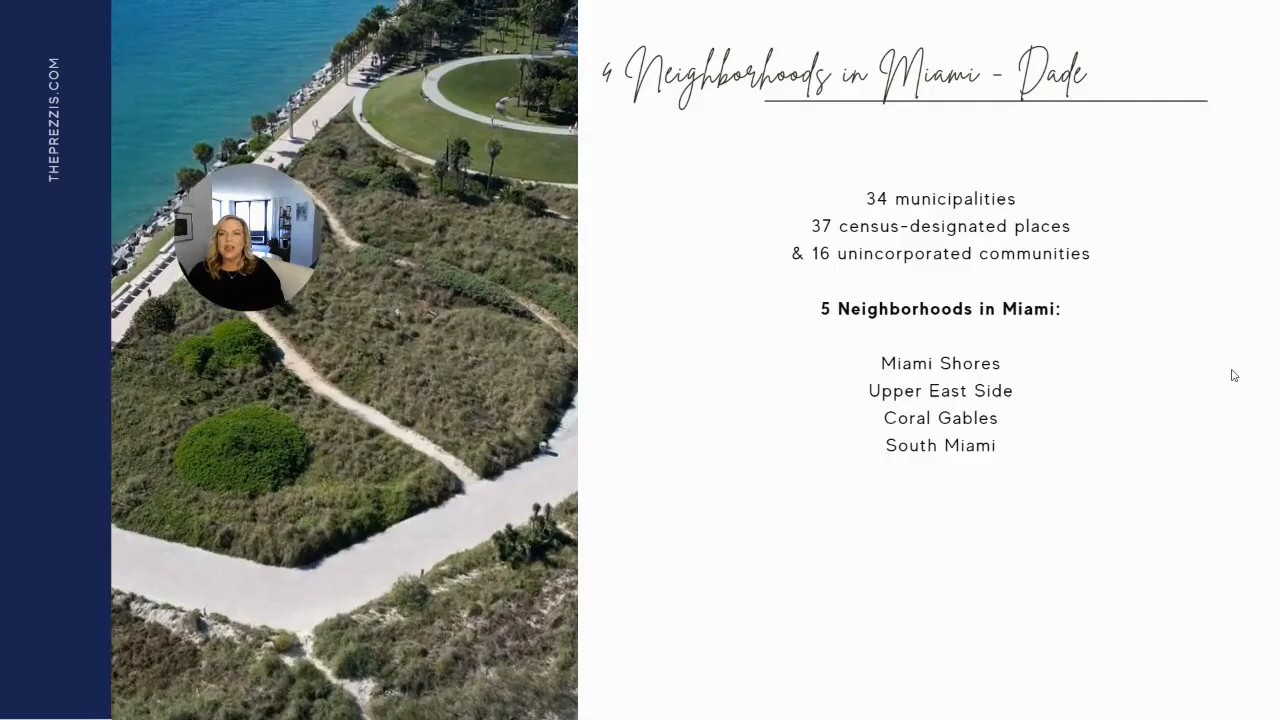 THEPREZZIS.COM
4 Neighborhoods in Miami - Dade
34 municipalities
37 census-designated places
& 16 unincorporated communities
5 Neighborhoods in Miami:
Miami Shores
Upper East Side
Coral Gables
South Miami